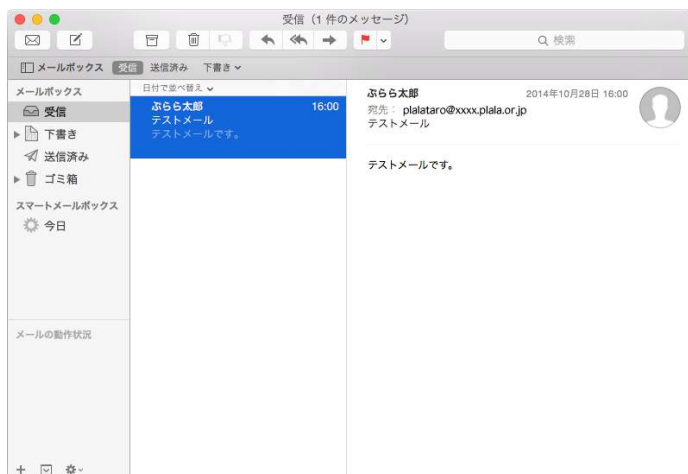 受信 (1 件のメッセージ)
検索
メールボックス 受信 送信済み 下書き
メールボックス
受信
下書き
送信済み
ゴミ箱
スマートメールボックス
今日
メールの動作状況
日付で並べ替え
ぷらら太郎 16:00
テストメール
テストメールです。
ぷらら太郎 2014年10月28日 16:00
宛先： plalataro@xxxx.plala.or.jp
テストメール
テストメールです。